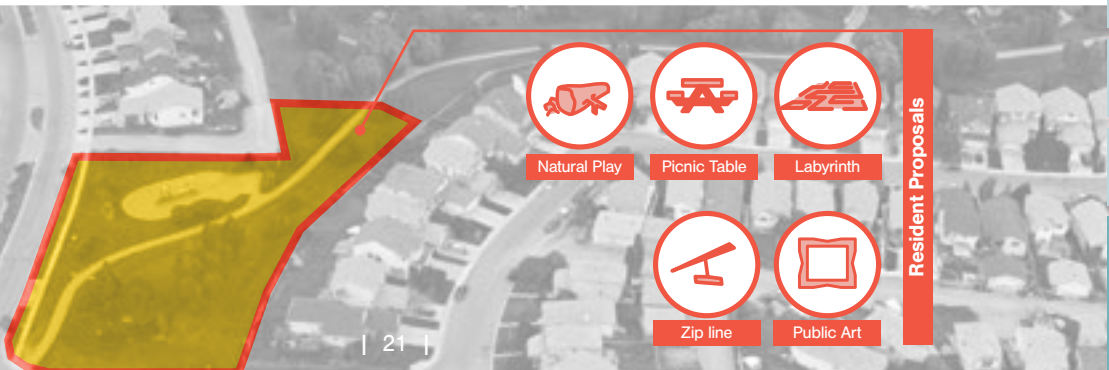 Natural Play
Picnic Table
Labyrinth
Zip line
Public Art
Resident Proposals
| 21 |